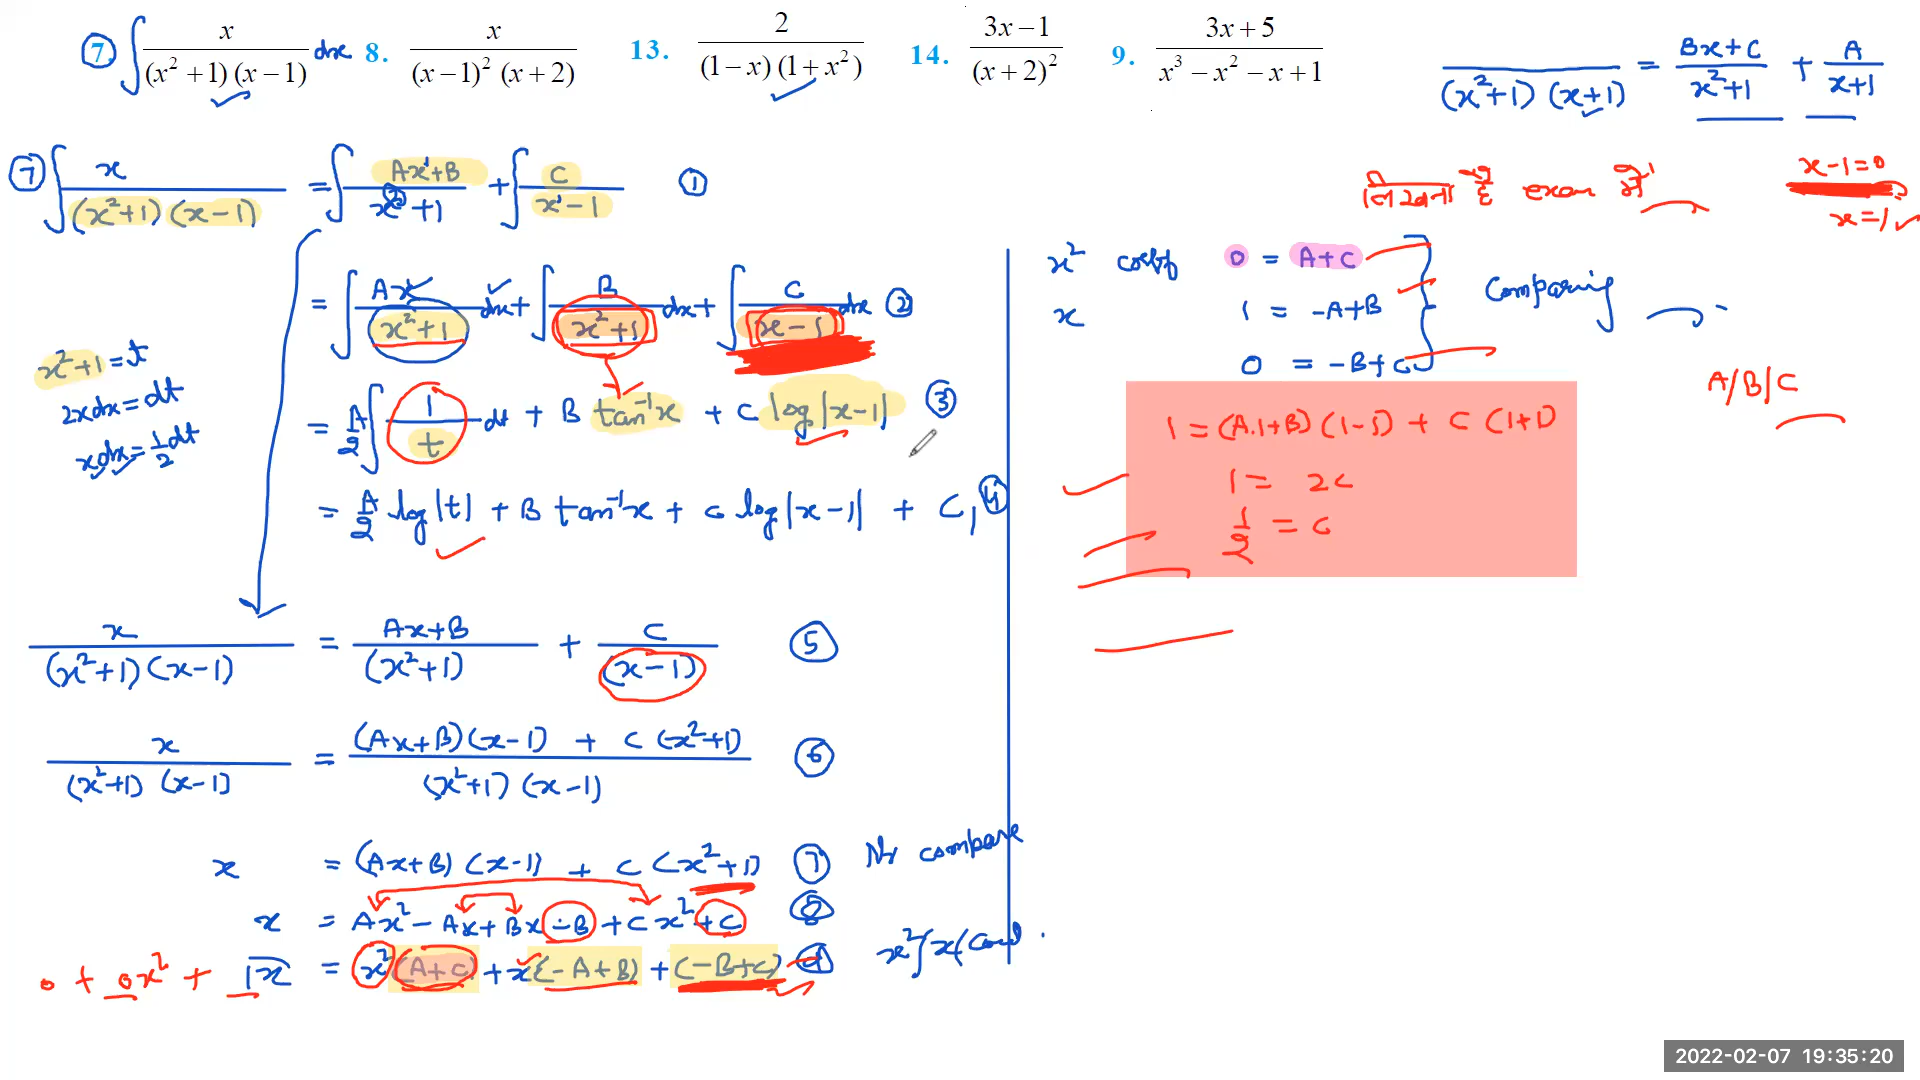 7. ∫ x / (x² + 1)(x − 1) dx 8. x / (x − 1)² (x + 2) 13. 2 / (1 − x)(1 + x²) 14. 3x − 1 / (x + 2)² 9. 3x + 5 / x³ − x² − x + 1
/ (x²+1)(x+1) = Bx+C / x²+1 + A / x+1
⑦ ∫ x / (x²+1)(x−1) = ∫ Ax¹+B / x²+1 + ∫ C / x¹−1 ①
= ∫ Ax / x²+1 dx + ∫ B / x²+1 dx + ∫ C / x−1 dx ②
x²+1 = t
2x dx = dt
x dx = 1/2 dt
= A/2 ∫ 1/t dt + B tan⁻¹x + C log|x−1| ③
= A/2 log|t| + B tan⁻¹x + C log|x−1| + C₁ ④
x / (x²+1)(x−1) = Ax+B / (x²+1) + C / (x−1) ⑤
x / (x²+1)(x−1) = (Ax+B)(x−1) + C(x²+1) / (x²+1)(x−1) ⑥
x = (Ax+B)(x−1) + C(x²+1) ⑦ Nr compare
x = Ax² − Ax + Bx − B + Cx² + C ⑧
0 + 0x² + 1x = x²(A+C) + x(−A+B) + (−B+C) ⑨ x²/x/Const.
exam
x−1=0
x=1
x² coeff 0 = A+C
x 1 = −A+B Comparing
0 = −B+C
A/B/C
1 = (A.1+B)(1−1) + C(1+1)
1 = 2C
1/2 = C
2022-02-07 19:35:20